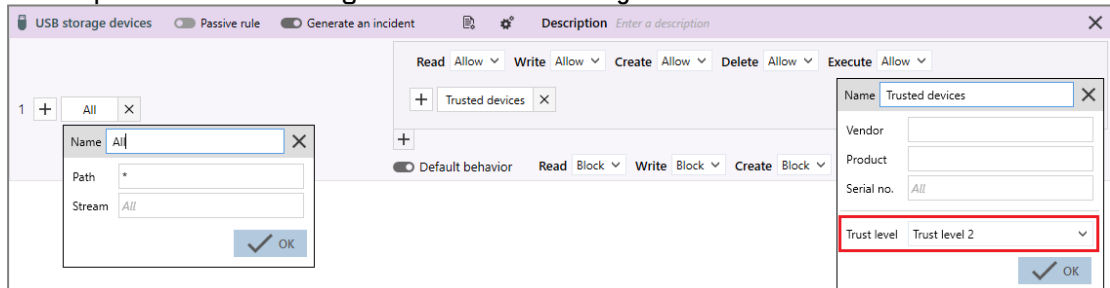 USB storage devices Passive rule Generate an incident Description Enter a description
Read Allow Write Allow Create Allow Delete Allow Execute Allow
1 + All × + Trusted devices ×
+
Default behavior Read Block Write Block Create Block
Name All
Path *
Stream All
OK
Name Trusted devices
Vendor
Product
Serial no. All
Trust level Trust level 2
OK